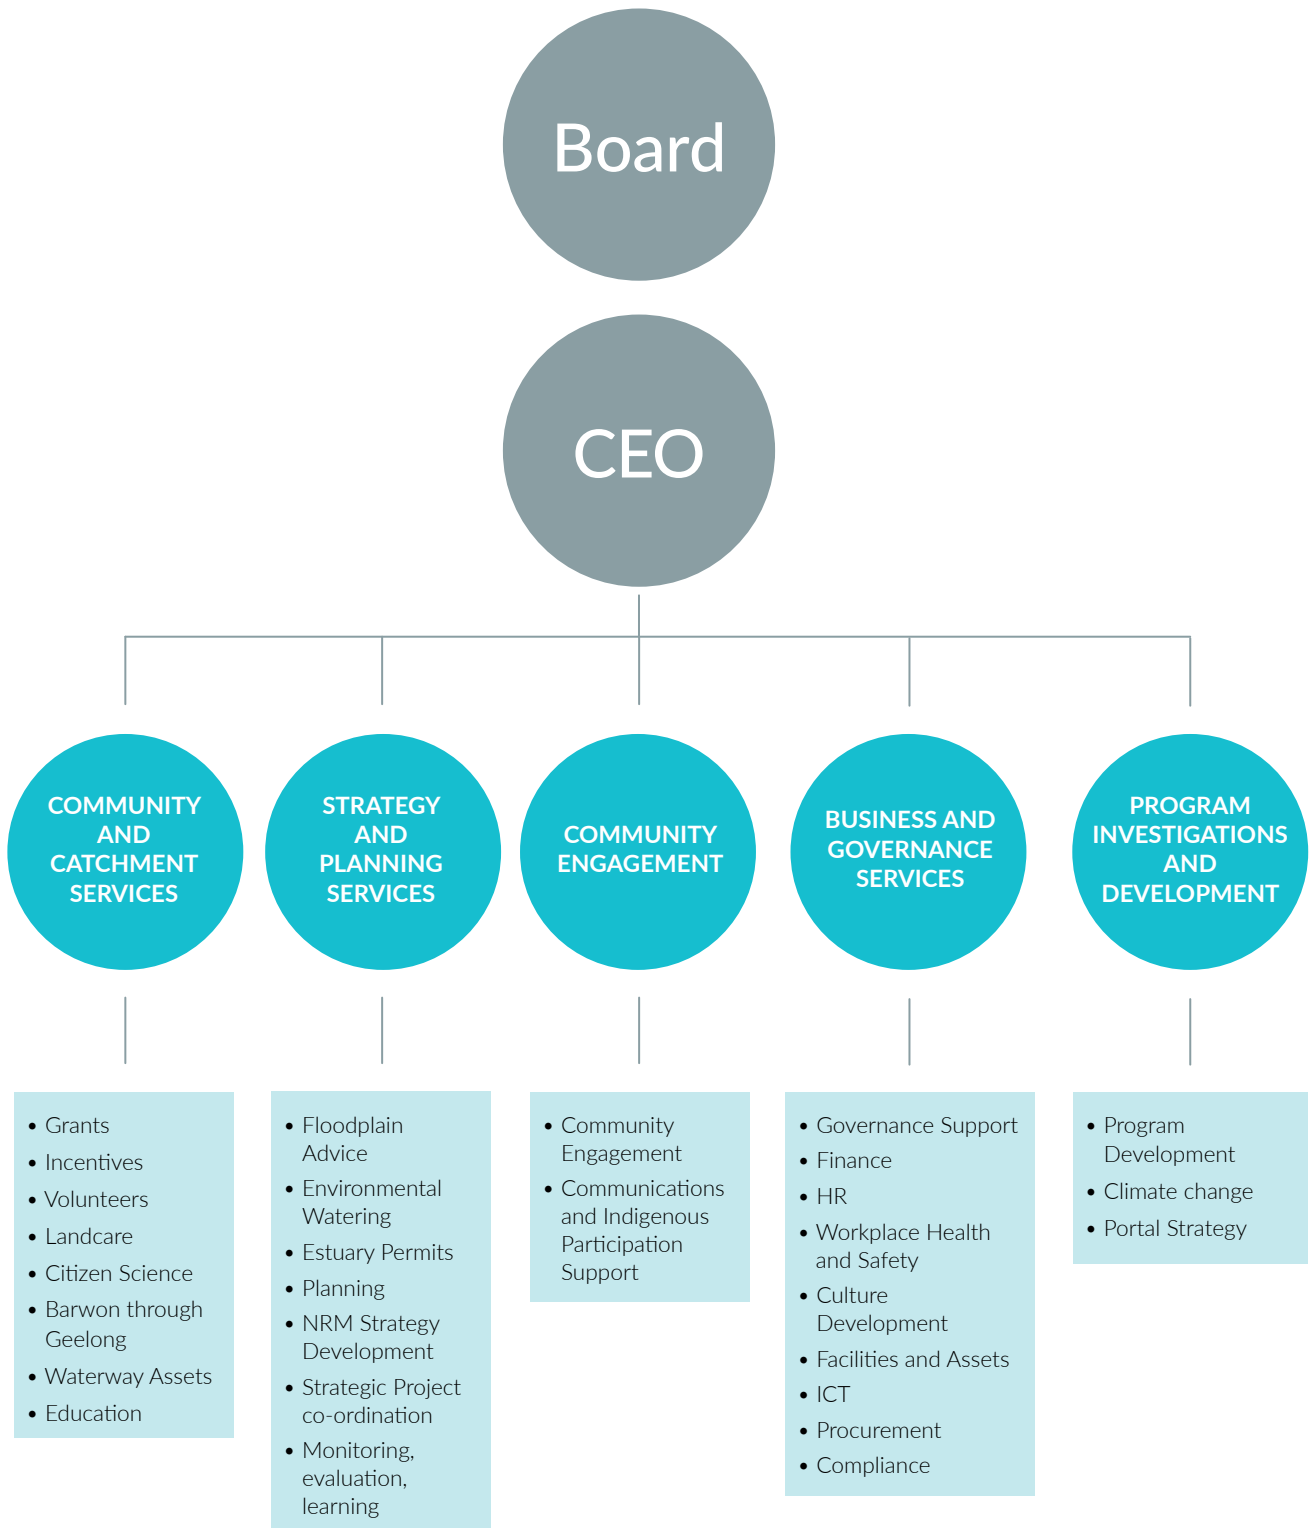 Board
CEO
COMMUNITY
AND
CATCHMENT
SERVICES
STRATEGY
AND
PLANNING
SERVICES
COMMUNITY
ENGAGEMENT
BUSINESS AND
GOVERNANCE
SERVICES
PROGRAM
INVESTIGATIONS
AND
DEVELOPMENT
• Grants
• Incentives
• Volunteers
• Landcare
• Citizen Science
• Barwon through
Geelong
• Waterway Assets
• Education
• Floodplain
Advice
• Environmental
Watering
• Estuary Permits
• Planning
• NRM Strategy
Development
• Strategic Project
co-ordination
• Monitoring,
evaluation,
learning
• Community
Engagement
• Communications
and Indigenous
Participation
Support
• Governance Support
• Finance
• HR
• Workplace Health
and Safety
• Culture
Development
• Facilities and Assets
• ICT
• Procurement
• Compliance
• Program
Development
• Climate change
• Portal Strategy